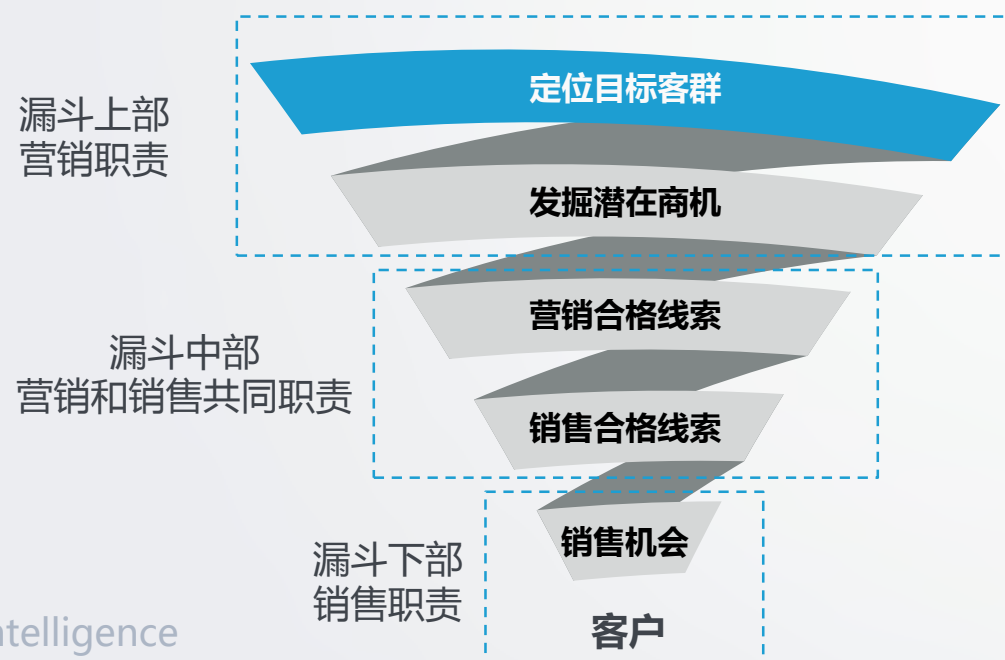 定位目标客群
漏斗上部
营销职责
发掘潜在商机
营销合格线索
漏斗中部
营销和销售共同职责
销售合格线索
销售机会
漏斗下部
销售职责
客户
ntelligence